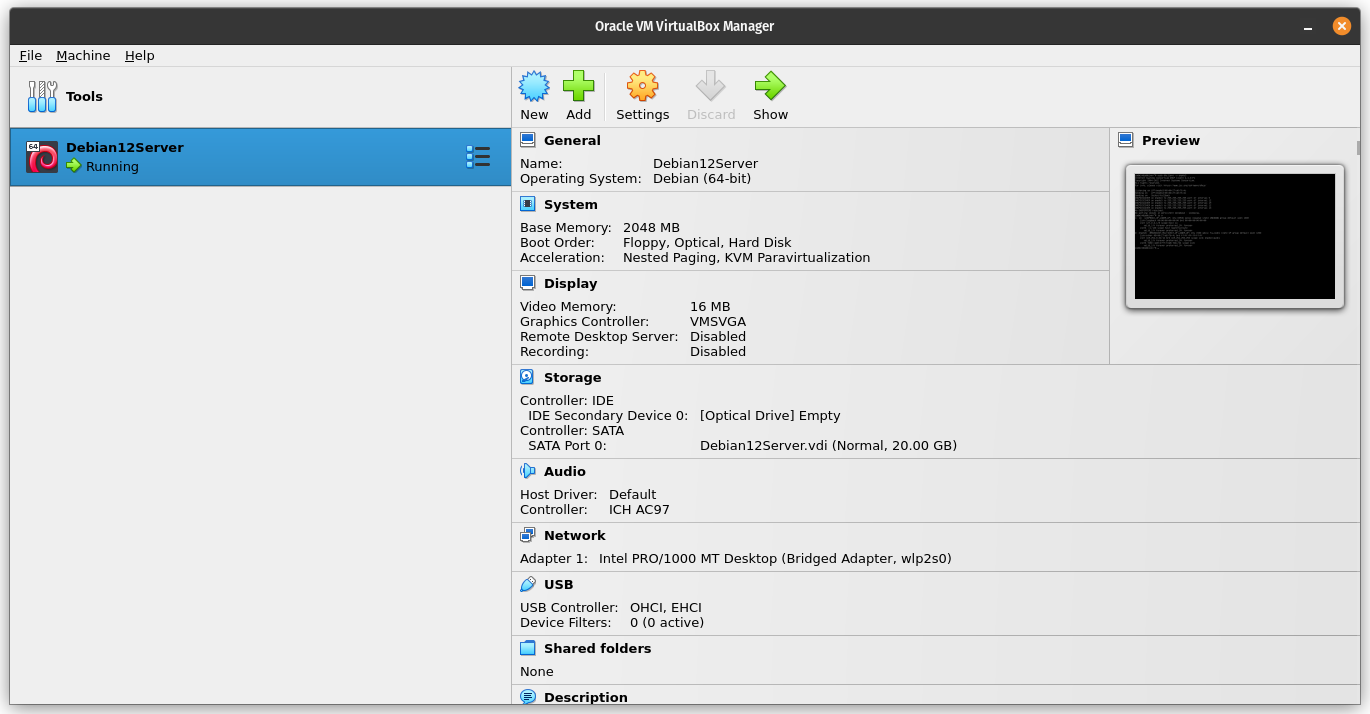 Oracle VM VirtualBox Manager
File Machine Help
Tools
64
Debian12Server
Running
New Add Settings Discard Show
General
Name: Debian12Server
Operating System: Debian (64-bit)
System
Base Memory: 2048 MB
Boot Order: Floppy, Optical, Hard Disk
Acceleration: Nested Paging, KVM Paravirtualization
Display
Video Memory: 16 MB
Graphics Controller: VMSVGA
Remote Desktop Server: Disabled
Recording: Disabled
Preview
Storage
Controller: IDE
IDE Secondary Device 0: [Optical Drive] Empty
Controller: SATA
SATA Port 0: Debian12Server.vdi (Normal, 20.00 GB)
Audio
Host Driver: Default
Controller: ICH AC97
Network
Adapter 1: Intel PRO/1000 MT Desktop (Bridged Adapter, wlp2s0)
USB
USB Controller: OHCI, EHCI
Device Filters: 0 (0 active)
Shared folders
None
Description